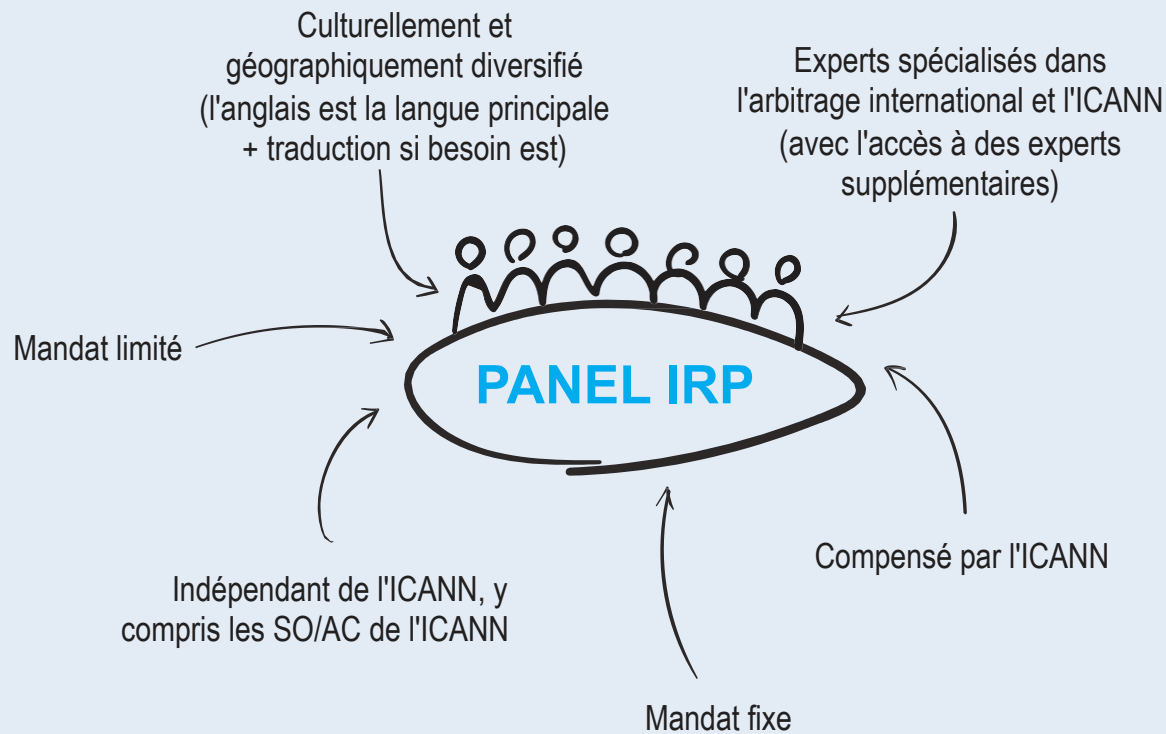 Culturellement et
géographiquement diversifié
(l'anglais est la langue principale
+ traduction si besoin est)
Experts spécialisés dans
l'arbitrage international et l'ICANN
(avec l'accès à des experts
supplémentaires)
Mandat limité
PANEL IRP
Compensé par l'ICANN
Indépendant de l'ICANN, y
compris les SO/AC de l'ICANN
Mandat fixe